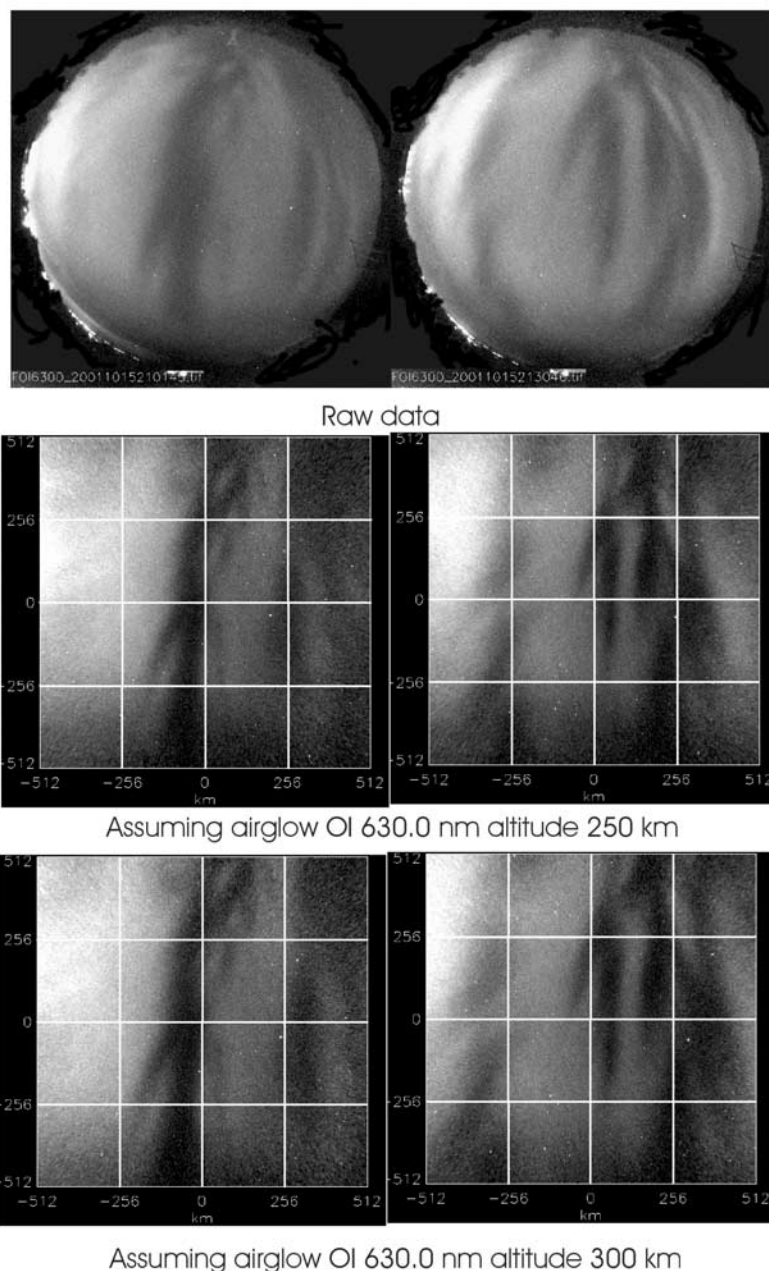 FOI6300_20011015210145.tif FOI6300_20011015213046.tif
Raw data
512 512
256 256
0 0
-256 -256
-512 -512
-512 -256 0 256 512 -512 -256 0 256 512
km km
Assuming airglow OI 630.0 nm altitude 250 km
512 512
256 256
0 0
-256 -256
-512 -512
-512 -256 0 256 512 -512 -256 0 256 512
km km
Assuming airglow OI 630.0 nm altitude 300 km